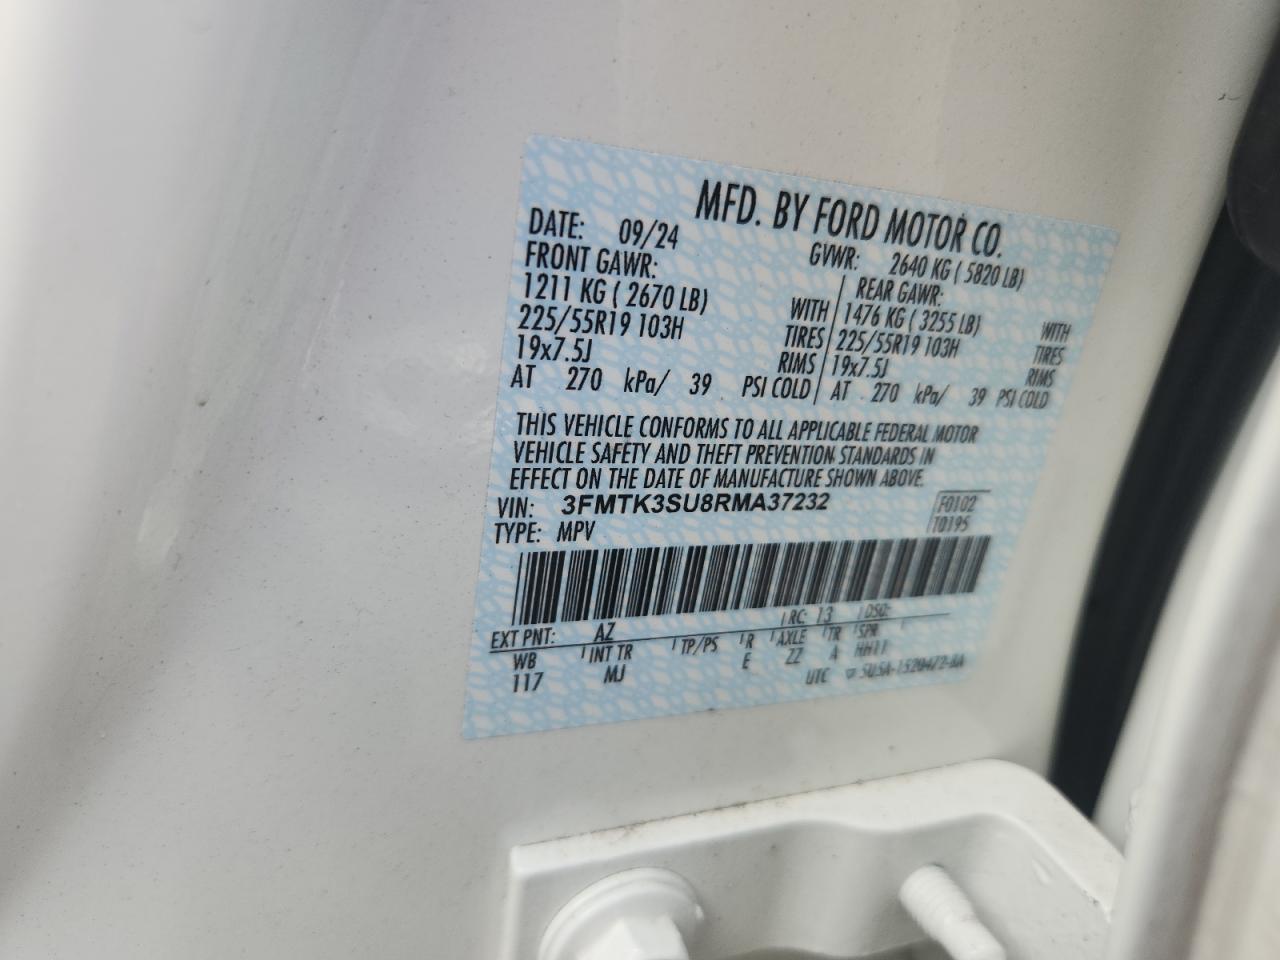 MFD. BY FORD MOTOR CO.
DATE: 09/24 GVWR: 2640 KG ( 5820 LB)
FRONT GAWR: REAR GAWR:
1211 KG ( 2670 LB) WITH 1476 KG ( 3255 LB) WITH
225/55R19 103H TIRES 225/55R19 103H TIRES
19x7.5J RIMS 19x7.5J RIMS
AT 270 kPa/ 39 PSI COLD AT 270 kPa/ 39 PSI COLD
THIS VEHICLE CONFORMS TO ALL APPLICABLE FEDERAL MOTOR
VEHICLE SAFETY AND THEFT PREVENTION STANDARDS IN
EFFECT ON THE DATE OF MANUFACTURE SHOWN ABOVE.
VIN: 3FMTK3SU8RMA37232 F0102
TYPE: MPV T0195
EXT PNT: AZ RC: 13 DSO:
WB INT TR TP/PS R AXLE TR SPR
117 MJ E ZZ A HH11
UTC ▽ 5U5A-1520472-BA